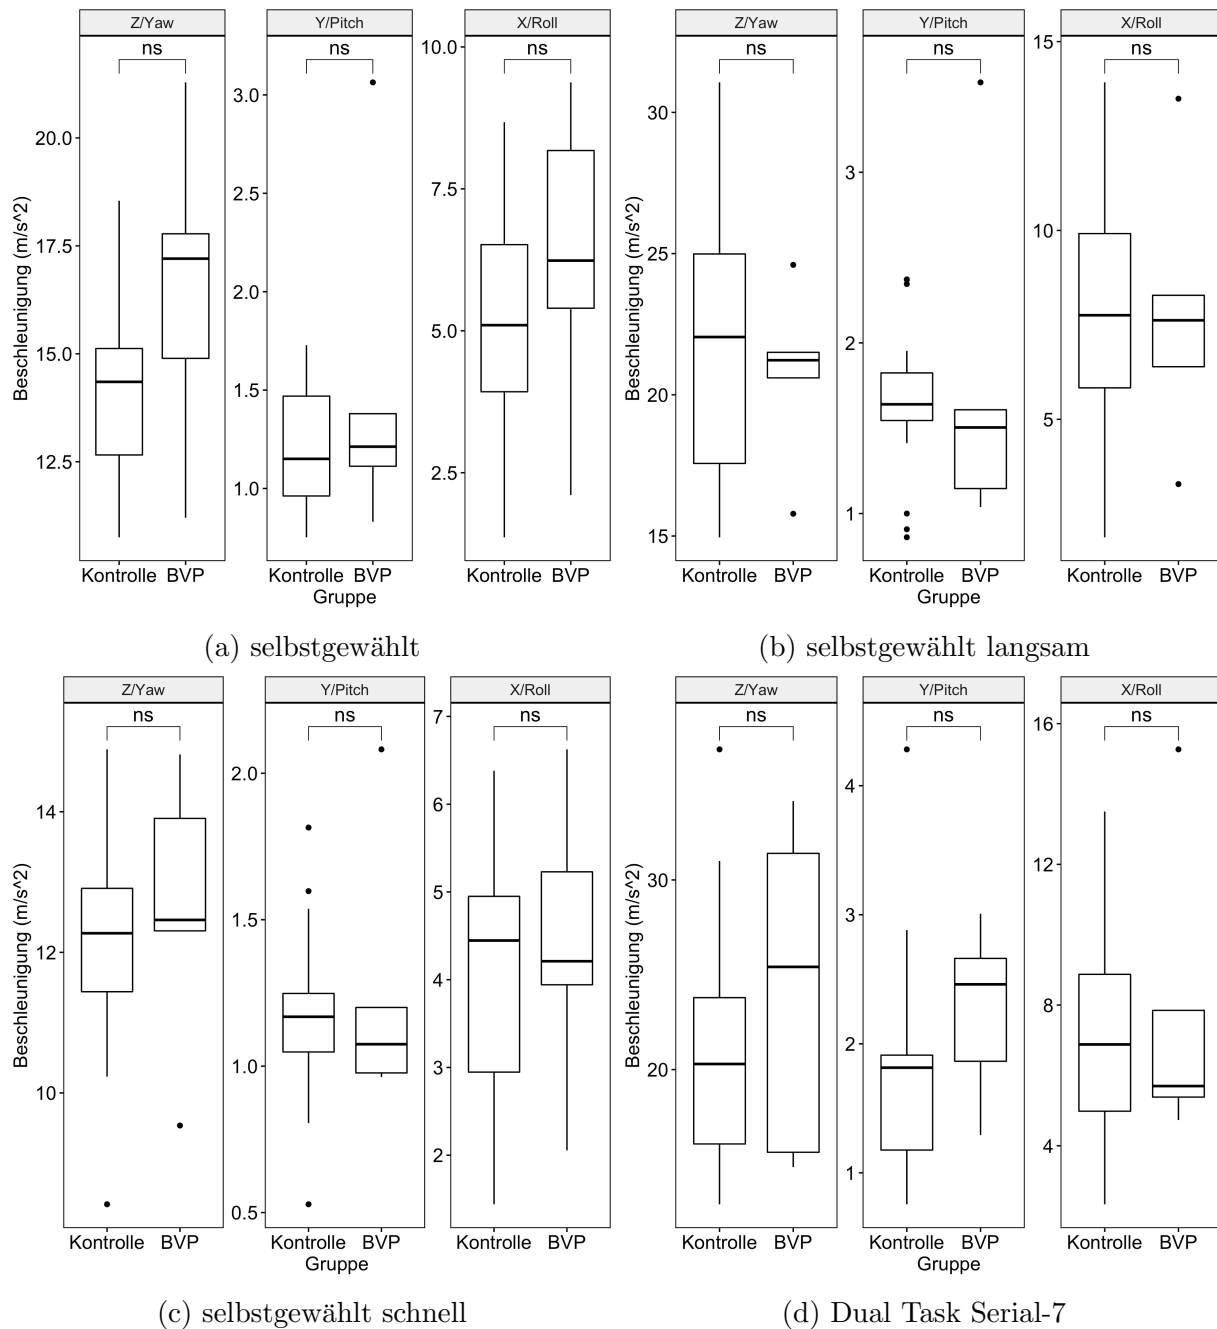 Z/Yaw Y/Pitch X/Roll
ns ns ns
Beschleunigung (m/s^2)
20.0
17.5
15.0
12.5
3.0
2.5
2.0
1.5
1.0
10.0
7.5
5.0
2.5
Kontrolle BVP Kontrolle BVP Kontrolle BVP
Gruppe
(a) selbstgewählt
Z/Yaw Y/Pitch X/Roll
ns ns ns
Beschleunigung (m/s^2)
30
25
20
15
3
2
1
15
10
5
Kontrolle BVP Kontrolle BVP Kontrolle BVP
Gruppe
(b) selbstgewählt langsam
Z/Yaw Y/Pitch X/Roll
ns ns ns
Beschleunigung (m/s^2)
14
12
10
2.0
1.5
1.0
0.5
7
6
5
4
3
2
Kontrolle BVP Kontrolle BVP Kontrolle BVP
Gruppe
(c) selbstgewählt schnell
Z/Yaw Y/Pitch X/Roll
ns ns ns
Beschleunigung (m/s^2)
30
20
4
3
2
1
16
12
8
4
Kontrolle BVP Kontrolle BVP Kontrolle BVP
Gruppe
(d) Dual Task Serial-7